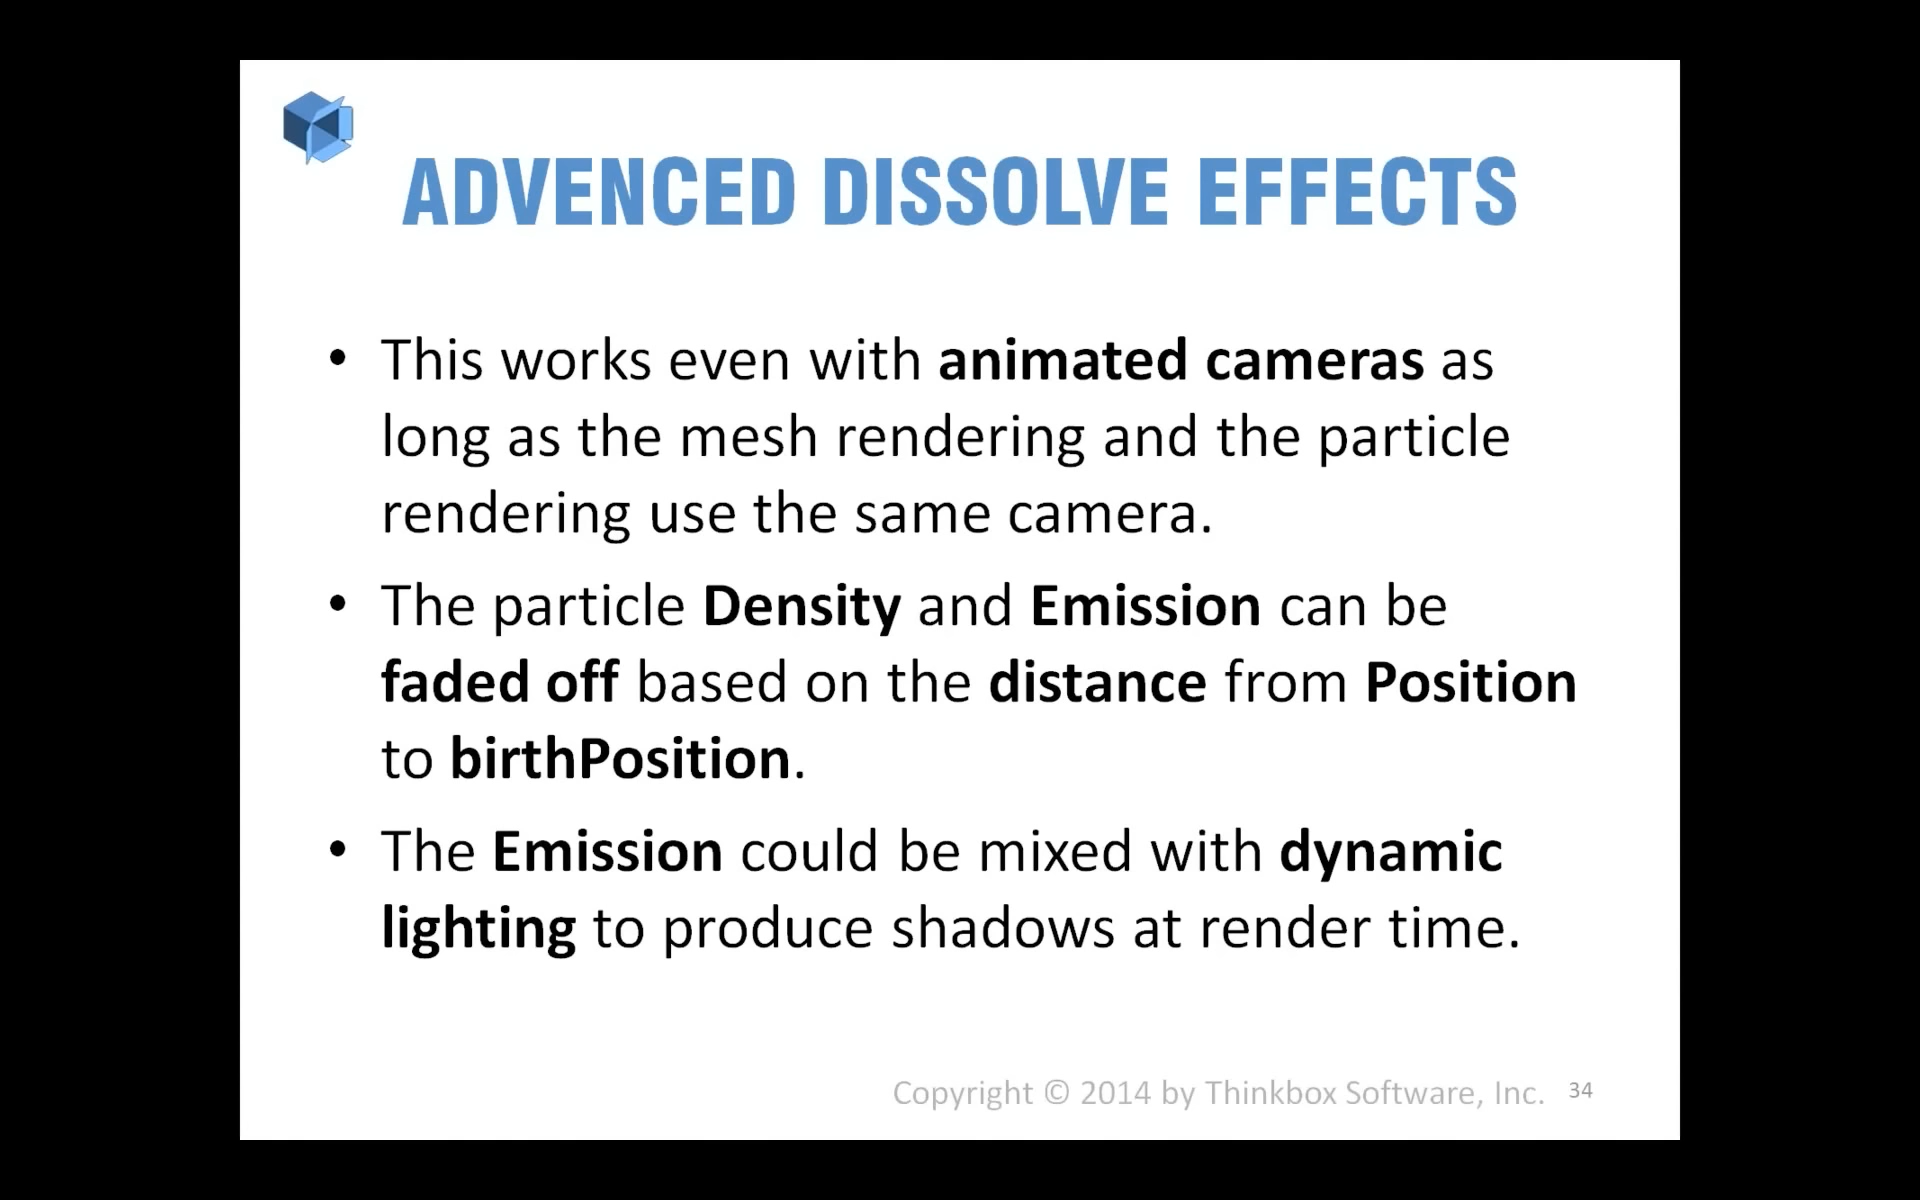 ADVENCED DISSOLVE EFFECTS
• This works even with animated cameras as
long as the mesh rendering and the particle
rendering use the same camera.
• The particle Density and Emission can be
faded off based on the distance from Position
to birthPosition.
• The Emission could be mixed with dynamic
lighting to produce shadows at render time.
Copyright © 2014 by Thinkbox Software, Inc. 34